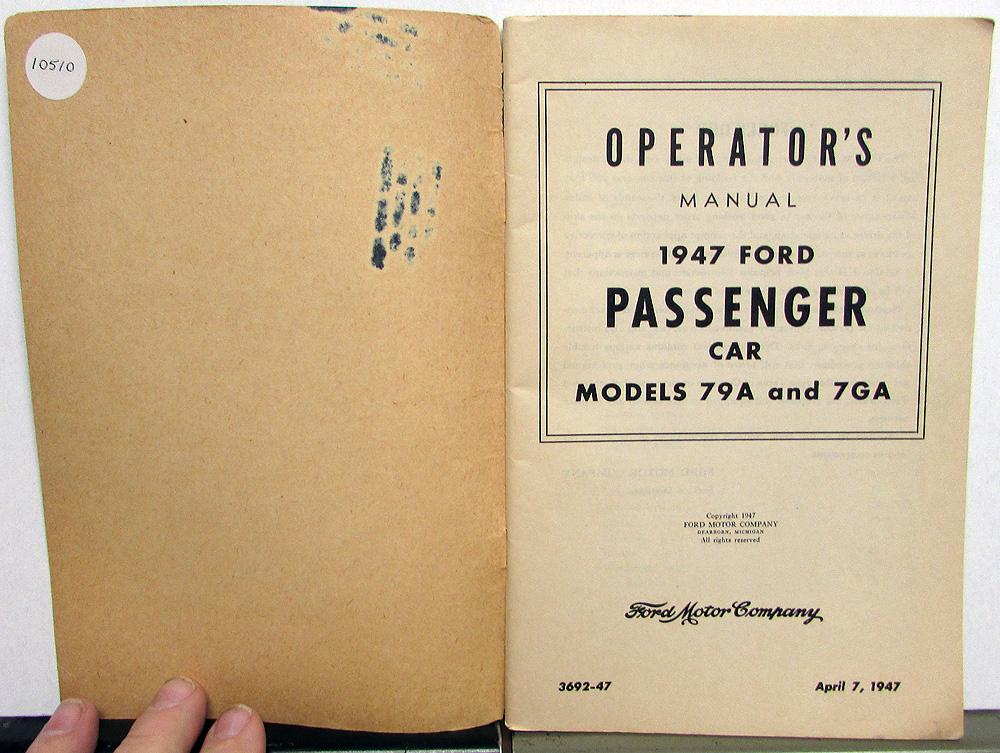 10510
OPERATOR'S
MANUAL
1947 FORD
PASSENGER
CAR
MODELS 79A and 7GA
Copyright 1947
FORD MOTOR COMPANY
DEARBORN, MICHIGAN
All rights reserved
Ford Motor Company
3692-47
April 7, 1947